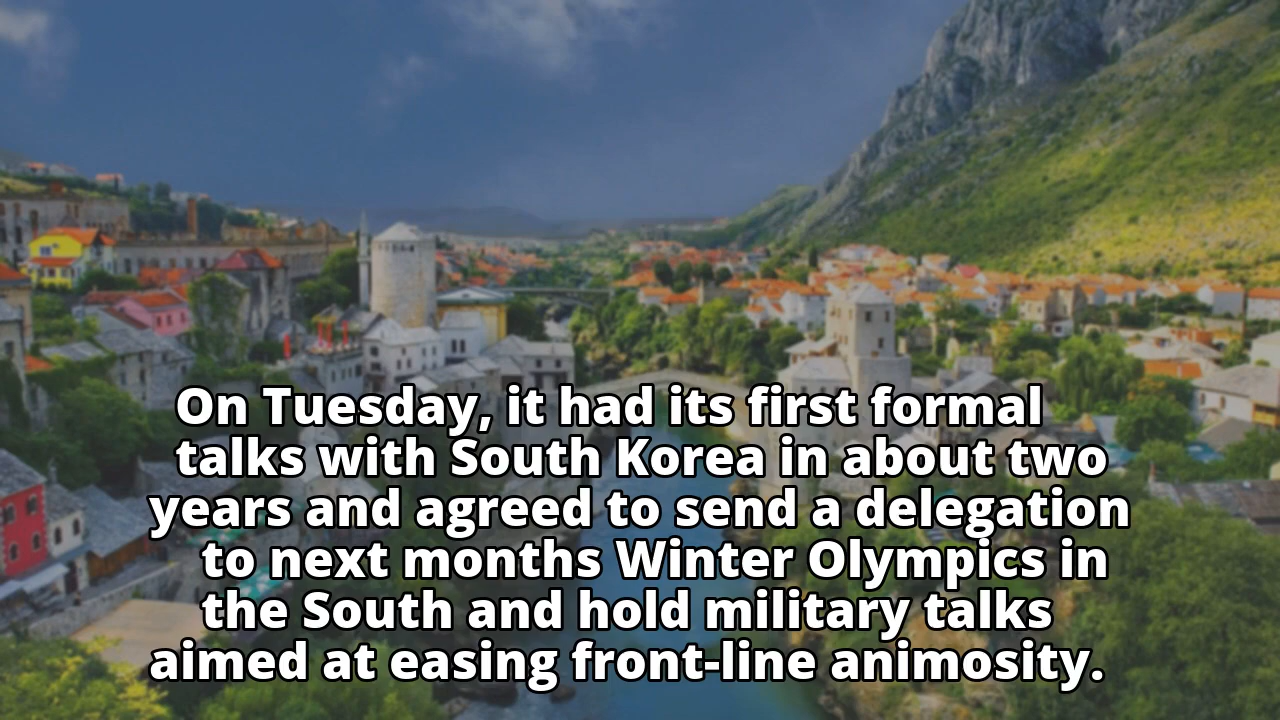 On Tuesday, it had its first formal
talks with South Korea in about two
years and agreed to send a delegation
to next months Winter Olympics in
the South and hold military talks
aimed at easing front-line animosity.